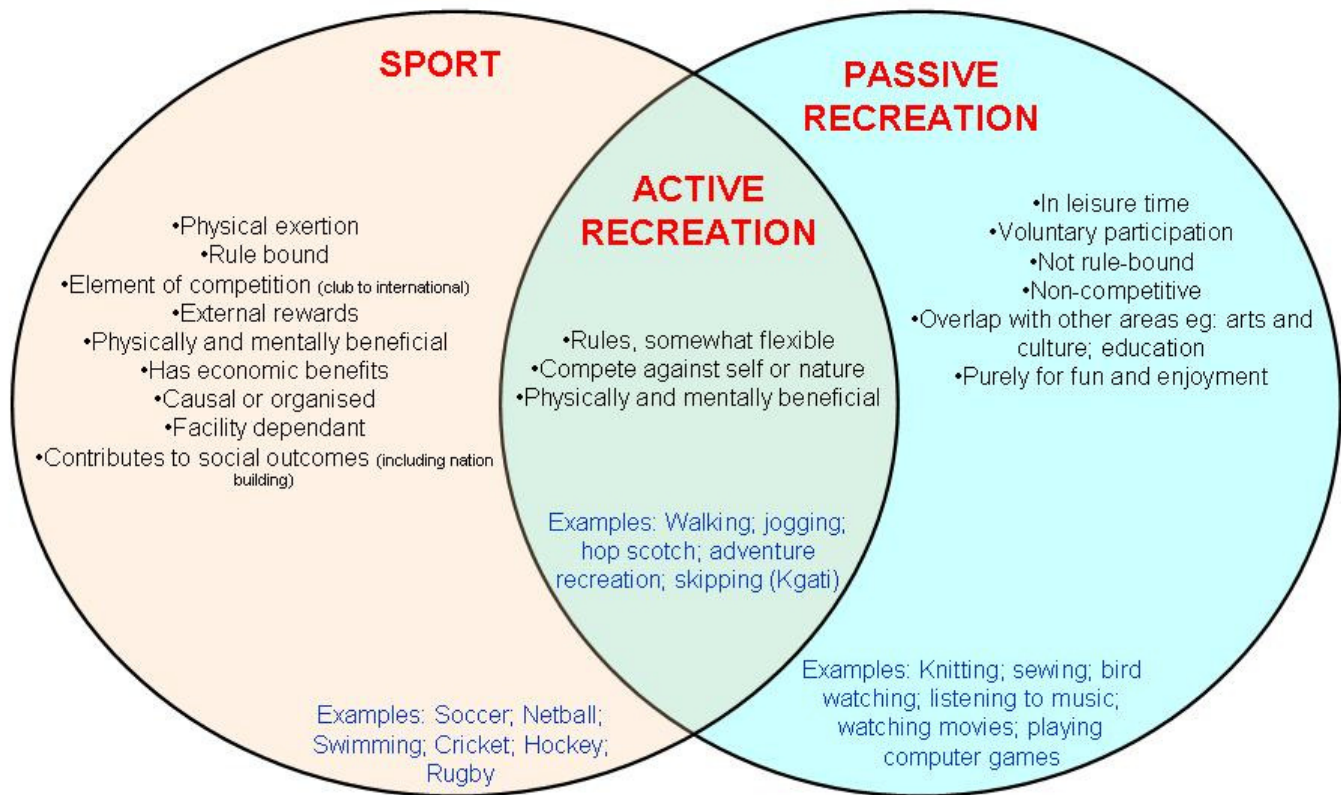 SPORT
•Physical exertion
•Rule bound
•Element of competition (club to international)
•External rewards
•Physically and mentally beneficial
•Has economic benefits
•Causal or organised
•Facility dependant
•Contributes to social outcomes (including nation
building)
Examples: Soccer; Netball;
Swimming; Cricket; Hockey;
Rugby
ACTIVE
RECREATION
•Rules, somewhat flexible
•Compete against self or nature
•Physically and mentally beneficial
Examples: Walking; jogging;
hop scotch; adventure
recreation; skipping (Kgati)
PASSIVE
RECREATION
•In leisure time
•Voluntary participation
•Not rule-bound
•Non-competitive
•Overlap with other areas eg: arts and
culture; education
•Purely for fun and enjoyment
Examples: Knitting; sewing; bird
watching; listening to music;
watching movies; playing
computer games